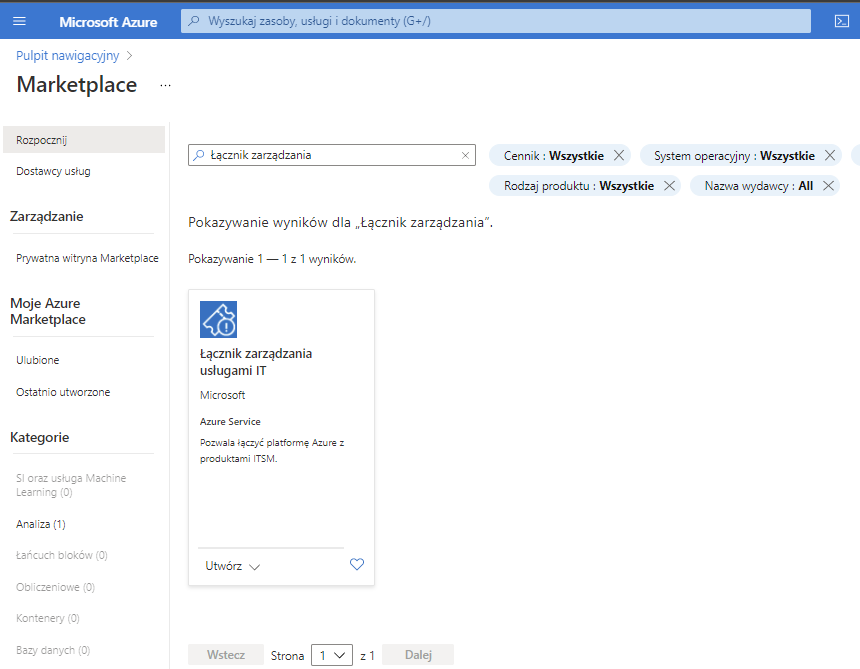 Microsoft Azure
Wyszukaj zasoby, usługi i dokumenty (G+/)
Pulpit nawigacyjny
Marketplace
...
Rozpocznij
Dostawcy usług
Zarządzanie
Prywatna witryna Marketplace
Moje Azure
Marketplace
Ulubione
Ostatnio utworzone
Kategorie
SI oraz usługa Machine
Learning (0)
Analiza (1)
Łańcuch bloków (0)
Obliczeniowe (0)
Kontenery (0)
Bazy danych (0)
Łącznik zarządzania
Cennik : Wszystkie
System operacyjny : Wszystkie
Rodzaj produktu : Wszystkie
Nazwa wydawcy : All
Pokazywanie wyników dla „Łącznik zarządzania”.
Pokazywanie 1 — 1 z 1 wyników.
Łącznik zarządzania
usługami IT
Microsoft
Azure Service
Pozwala łączyć platformę Azure z
produktami ITSM.
Utwórz
Wstecz Strona 1 z 1 Dalej